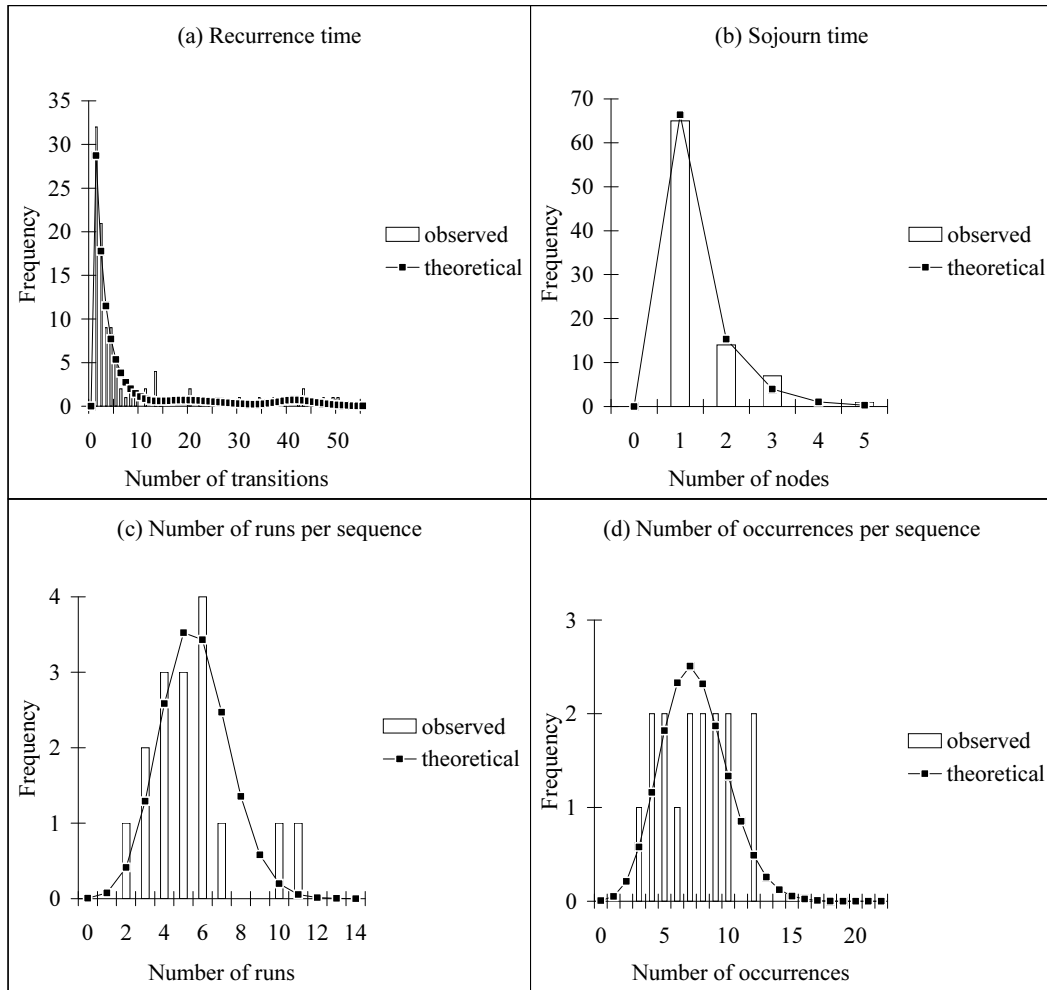 (a) Recurrence time
35
30
25
20
15
10
5
0
Frequency
0 10 20 30 40 50
Number of transitions
observed
theoretical
(b) Sojourn time
70
60
50
40
30
20
10
0
Frequency
0 1 2 3 4 5
Number of nodes
observed
theoretical
(c) Number of runs per sequence
4
3
2
1
0
Frequency
0 2 4 6 8 10 12 14
Number of runs
observed
theoretical
(d) Number of occurrences per sequence
3
2
1
0
Frequency
0 5 10 15 20
Number of occurrences
observed
theoretical